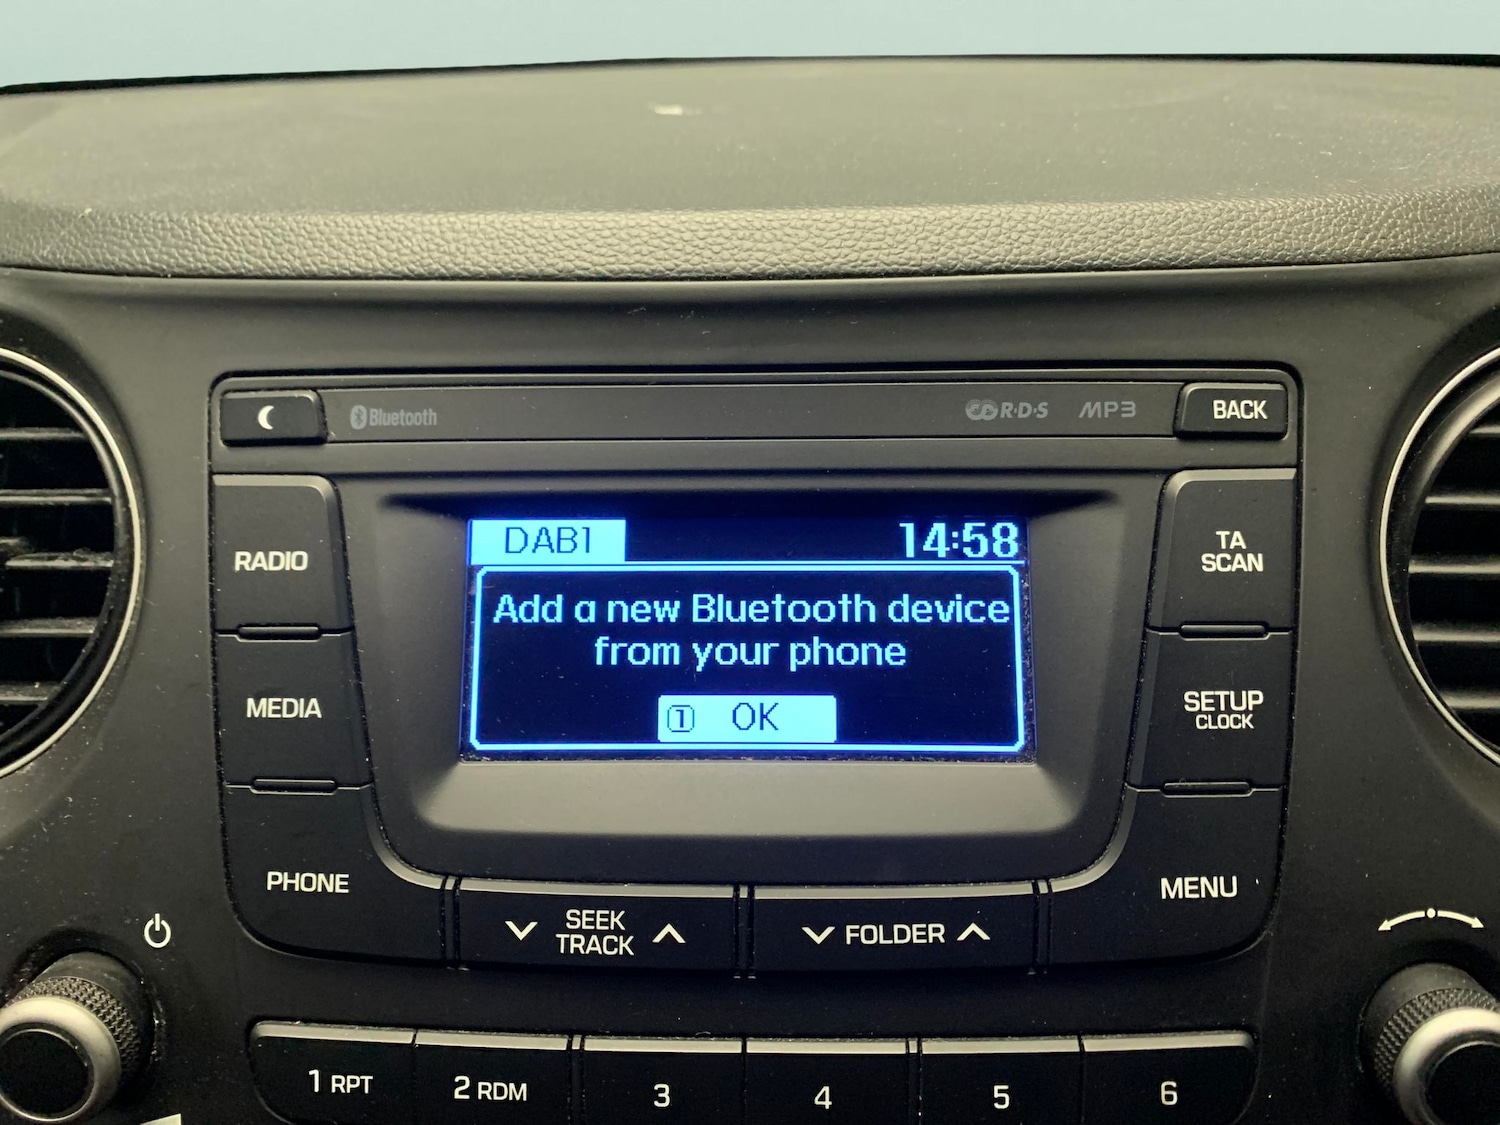 Bluetooth
RDS MP3
BACK
DAB1 14:58
Add a new Bluetooth device
from your phone
1 OK
RADIO
MEDIA
PHONE
TA
SCAN
SETUP
CLOCK
MENU
SEEK
TRACK
FOLDER
1 RPT
2 RDM
3
4
5
6